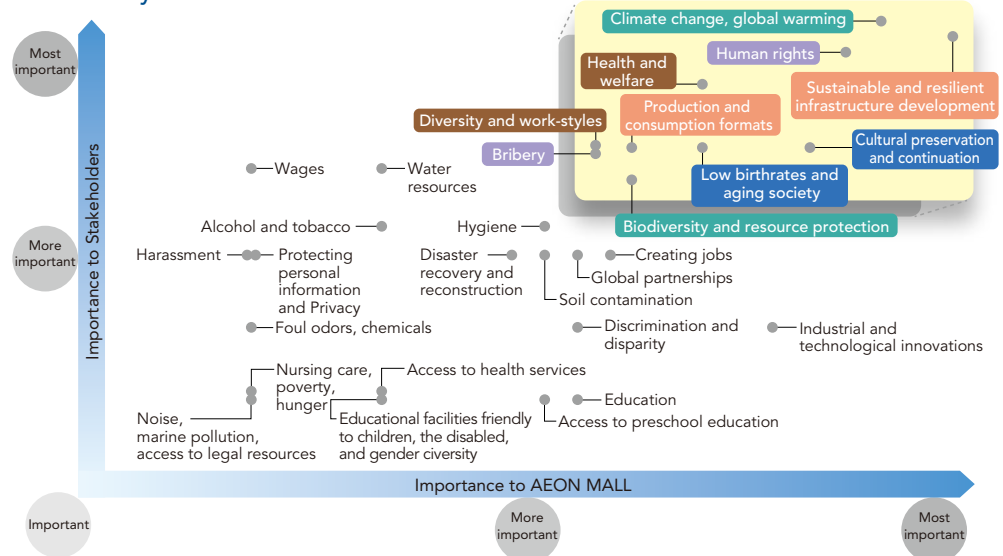 Climate change, global warming
Human rights
Most
important
Health and
welfare
Sustainable and resilient
infrastructure development
Production and
consumption formats
Diversity and work-styles
Bribery
Cultural preservation
and continuation
Low birthrates and
aging society
Wages
Water
resources
Biodiversity and resource protection
Alcohol and tobacco
Hygiene
Importance to Stakeholders
More
important
Harassment
Protecting
personal
information
and Privacy
Disaster
recovery and
reconstruction
Creating jobs
Global partnerships
Soil contamination
Foul odors, chemicals
Discrimination and
disparity
Industrial and
technological innovations
Nursing care,
poverty,
hunger
Access to health services
Noise,
marine pollution,
access to legal resources
Educational facilities friendly
to children, the disabled,
and gender civersity
Education
Access to preschool education
Importance to AEON MALL
Important
More
important
Most
important